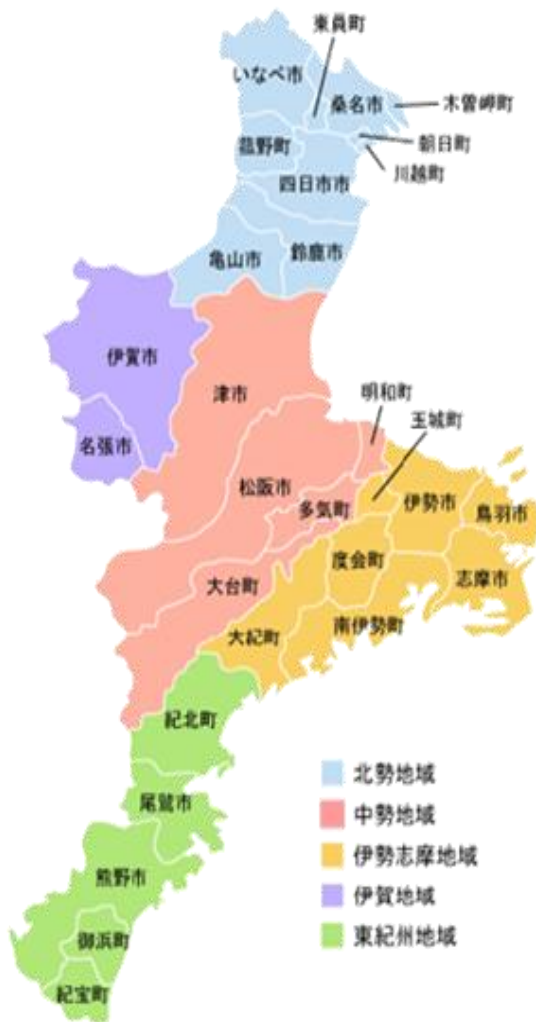 東員町
いなべ市
桑名市
木曽岬町
朝日町
菰野町
川越町
四日市市
鈴鹿市
亀山市
伊賀市
津市
明和町
玉城町
名張市
松阪市
伊勢市
多気町
鳥羽市
度会町
志摩市
大台町
南伊勢町
大紀町
紀北町
尾鷲市
熊野市
御浜町
紀宝町
北勢地域
中勢地域
伊勢志摩地域
伊賀地域
東紀州地域